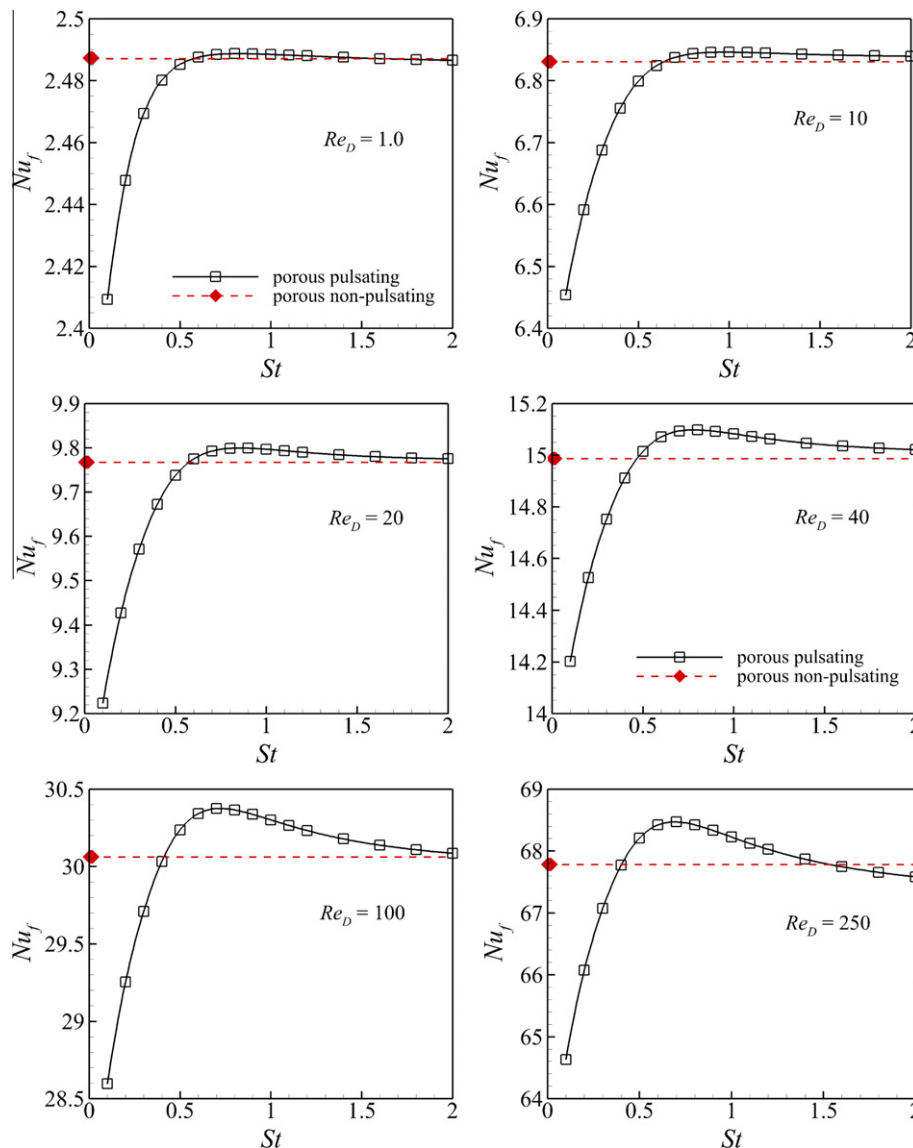 2.5
2.48
2.46
2.44
2.42
2.4
Nu_f
Re_D = 1.0
porous pulsating
porous non-pulsating
0 0.5 1 1.5 2
St
6.9
6.8
6.7
6.6
6.5
6.4
Nu_f
Re_D = 10
0 0.5 1 1.5 2
St
9.9
9.8
9.7
9.6
9.5
9.4
9.3
9.2
Nu_f
Re_D = 20
0 0.5 1 1.5 2
St
15.2
15
14.8
14.6
14.4
14.2
14
Nu_f
Re_D = 40
porous pulsating
porous non-pulsating
0 0.5 1 1.5 2
St
30.5
30
29.5
29
28.5
Nu_f
Re_D = 100
0 0.5 1 1.5 2
St
69
68
67
66
65
64
Nu_f
Re_D = 250
0 0.5 1 1.5 2
St